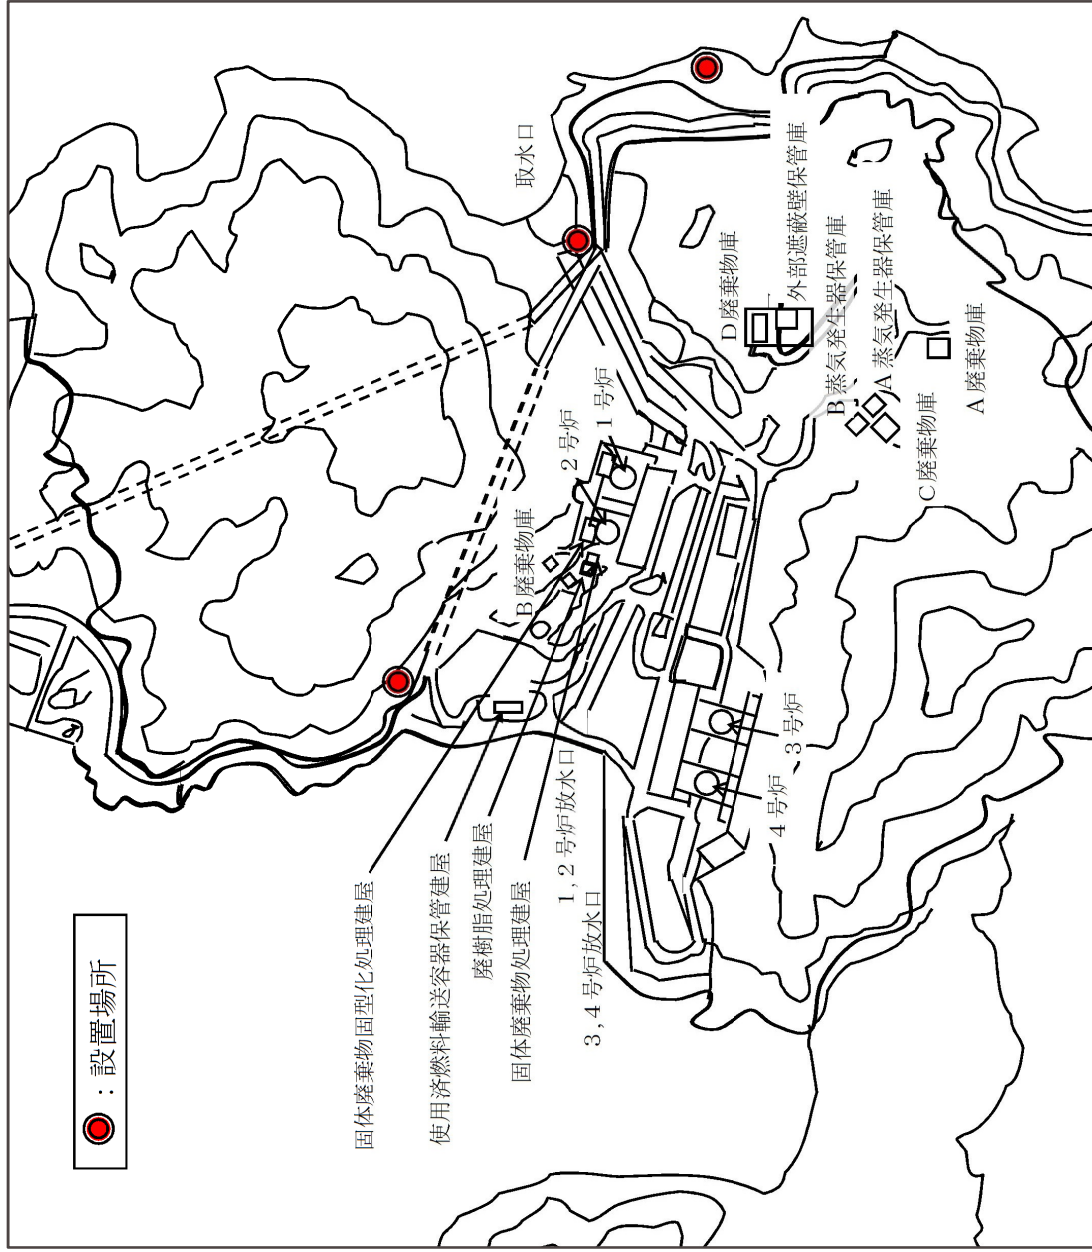 ：設置場所
固体廃棄物固型化処理建屋
使用済燃料輸送容器保管建屋
廃樹脂処理建屋
固体廃棄物処理建屋
1,2号炉放水口
3,4号炉放水口
B廃棄物庫
2号炉
1号炉
取水口
4号炉
3号炉
D廃棄物庫
外部遮蔽壁保管庫
B蒸気発生器保管庫
A蒸気発生器保管庫
C廃棄物庫
A廃棄物庫